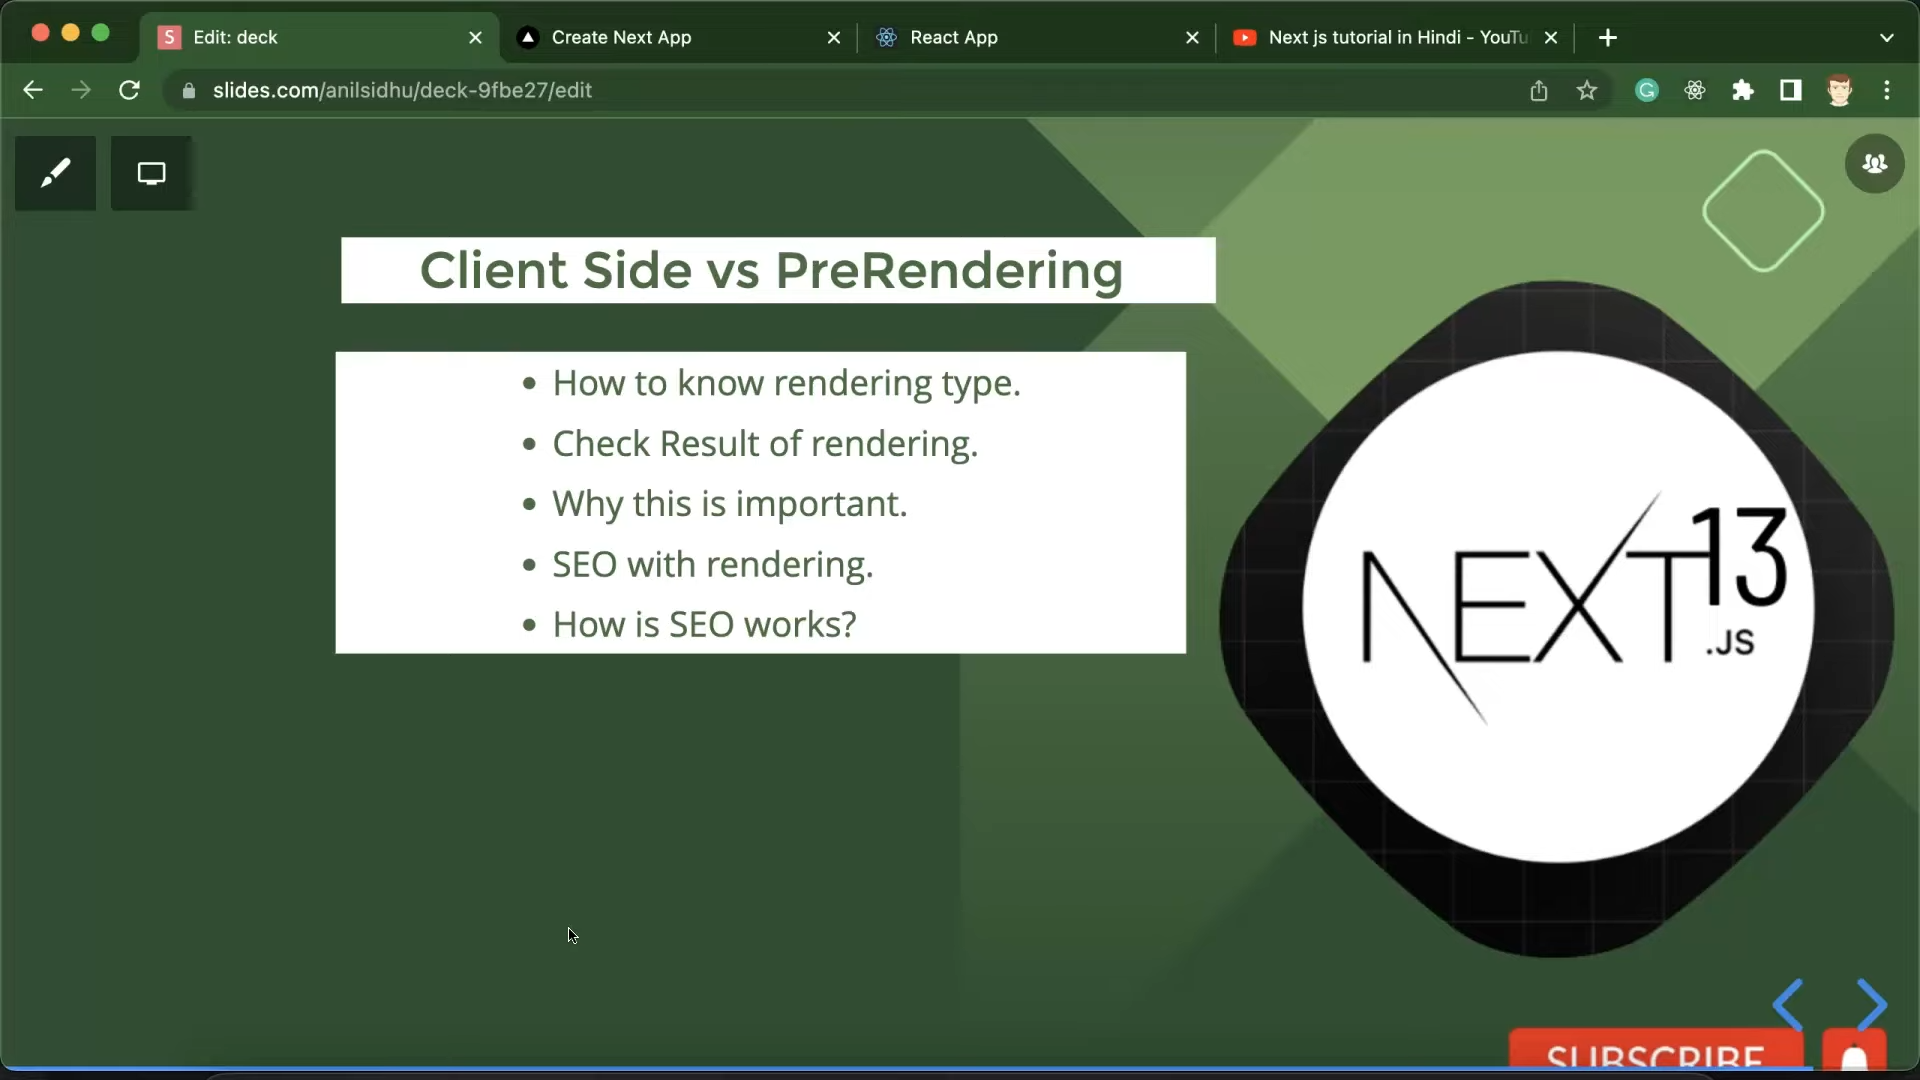 S Edit: deck
Create Next App
React App
Next js tutorial in Hindi - YouTu
slides.com/anilsidhu/deck-9fbe27/edit
Client Side vs PreRendering
• How to know rendering type.
• Check Result of rendering.
• Why this is important.
• SEO with rendering.
• How is SEO works?
NEXT 13
.JS
SUBSCRIBE